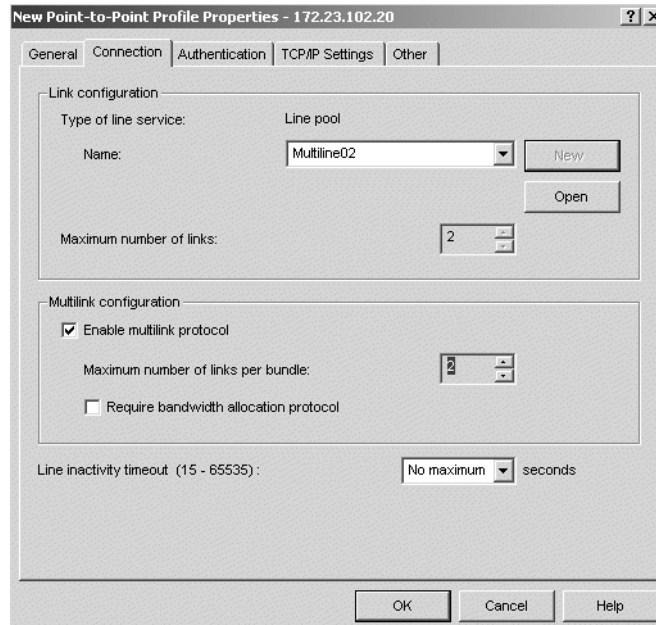 New Point-to-Point Profile Properties - 172.23.102.20
General Connection Authentication TCP/IP Settings Other
Link configuration
Type of line service: Line pool
Name: Multiline02 New
Open
Maximum number of links: 2
Multilink configuration
Enable multilink protocol
Maximum number of links per bundle: 2
Require bandwidth allocation protocol
Line inactivity timeout (15 - 65535) : No maximum seconds
OK Cancel Help